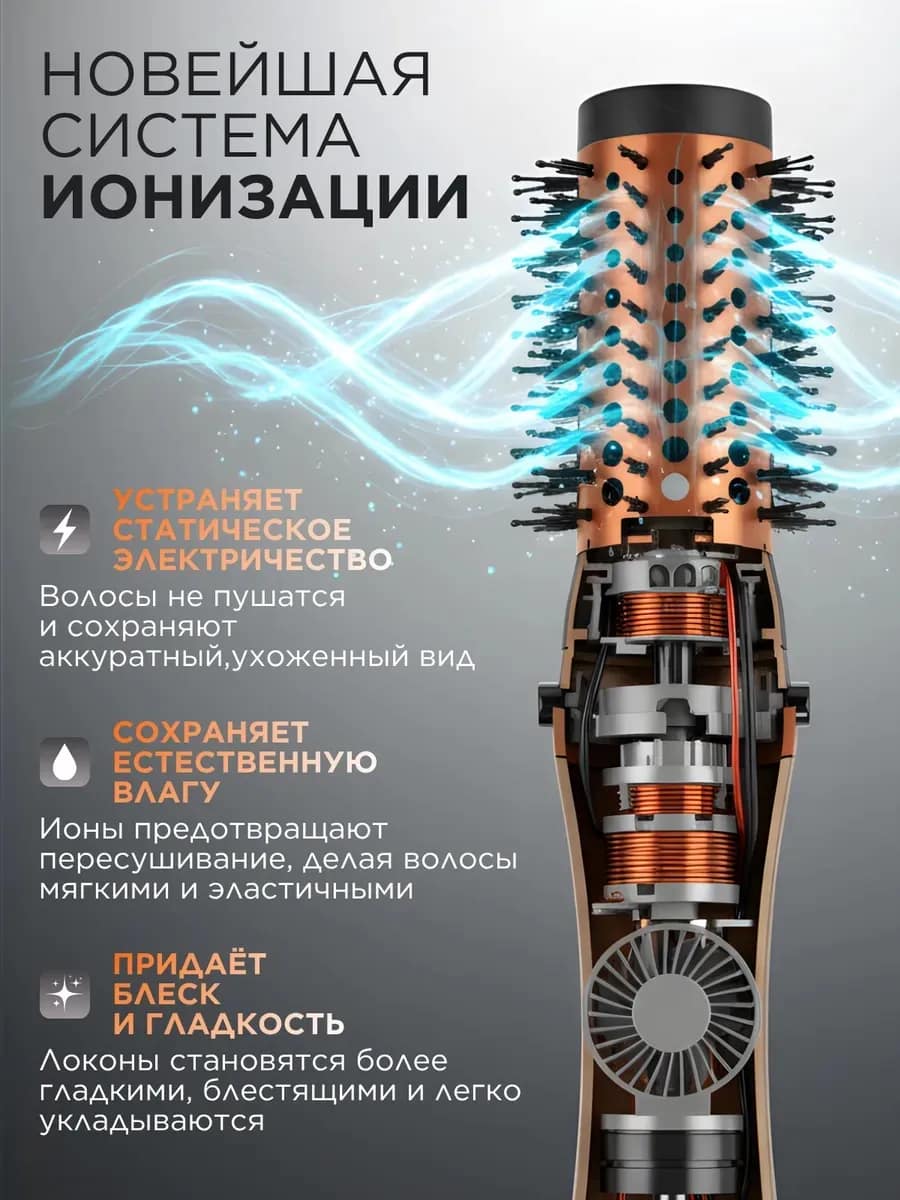 НОВЕЙШАЯ
СИСТЕМА
ИОНИЗАЦИИ
УСТРАНЯЕТ
СТАТИЧЕСКОЕ
ЭЛЕКТРИЧЕСТВО
Волосы не пушатся
и сохраняют
аккуратный,ухоженный вид
СОХРАНЯЕТ
ЕСТЕСТВЕННУЮ
ВЛАГУ
Ионы предотвращают
пересушивание, делая волосы
мягкими и эластичными
ПРИДАЁТ
БЛЕСК
И ГЛАДКОСТЬ
Локоны становятся более
гладкими, блестящими и легко
укладываются